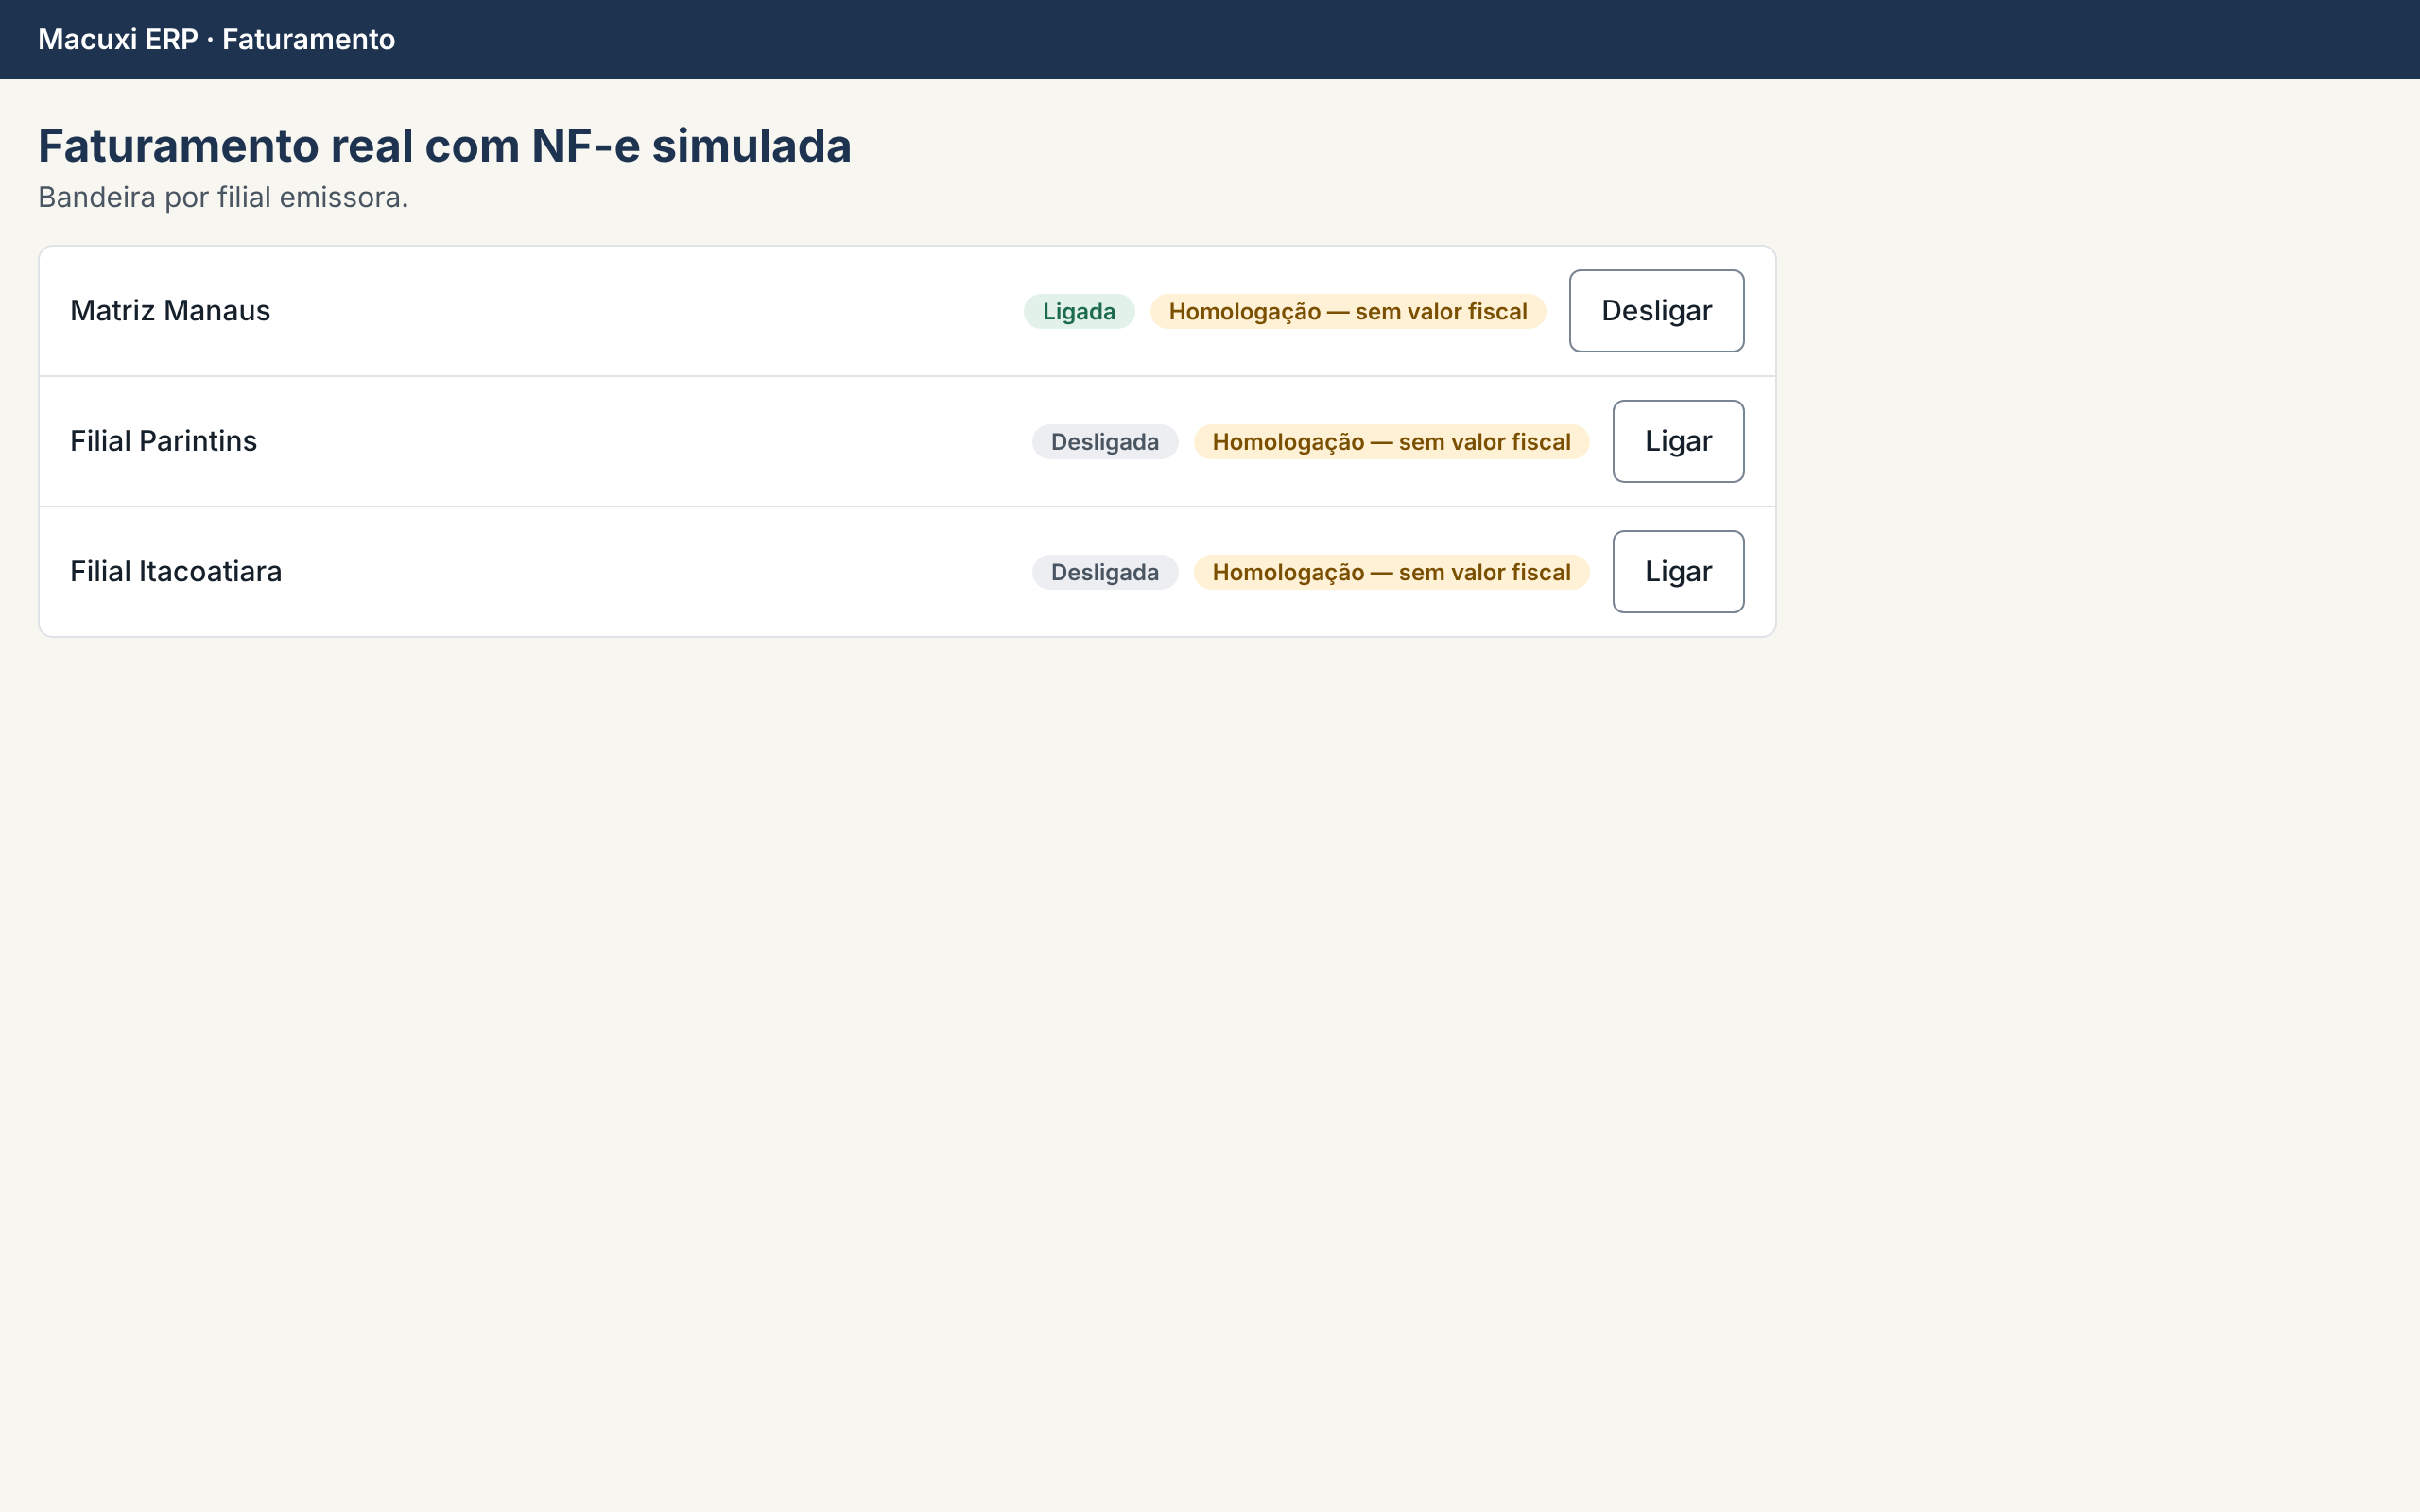 Macuxi ERP · Faturamento
Faturamento real com NF-e simulada
Bandeira por filial emissora.
Matriz Manaus Ligada Homologação — sem valor fiscal Desligar
Filial Parintins Desligada Homologação — sem valor fiscal Ligar
Filial Itacoatiara Desligada Homologação — sem valor fiscal Ligar